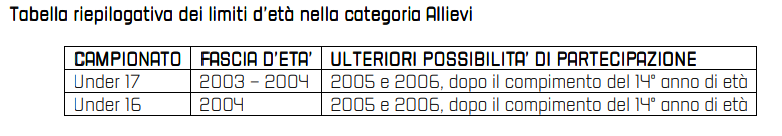 Tabella riepilogativa dei limiti d'età nella categoria Allievi
CAMPIONATO FASCIA D'ETA' ULTERIORI POSSIBILITA' DI PARTECIPAZIONE
Under 17 2003 – 2004 2005 e 2006, dopo il compimento del 14° anno di età
Under 16 2004 2005 e 2006, dopo il compimento del 14° anno di età